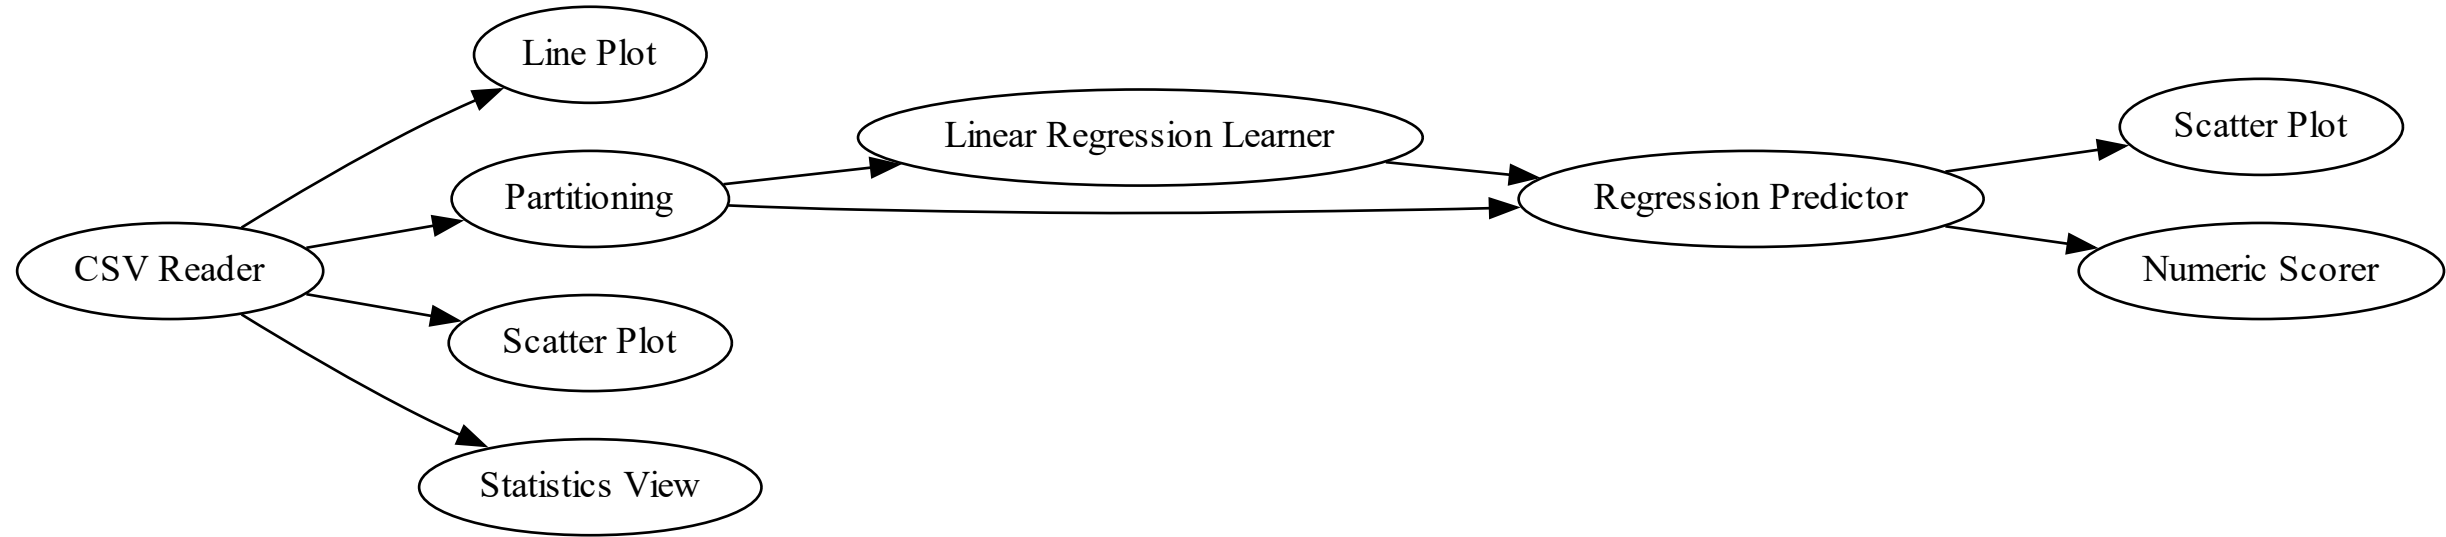 Line Plot
Linear Regression Learner
Scatter Plot
Partitioning
Regression Predictor
CSV Reader
Numeric Scorer
Scatter Plot
Statistics View